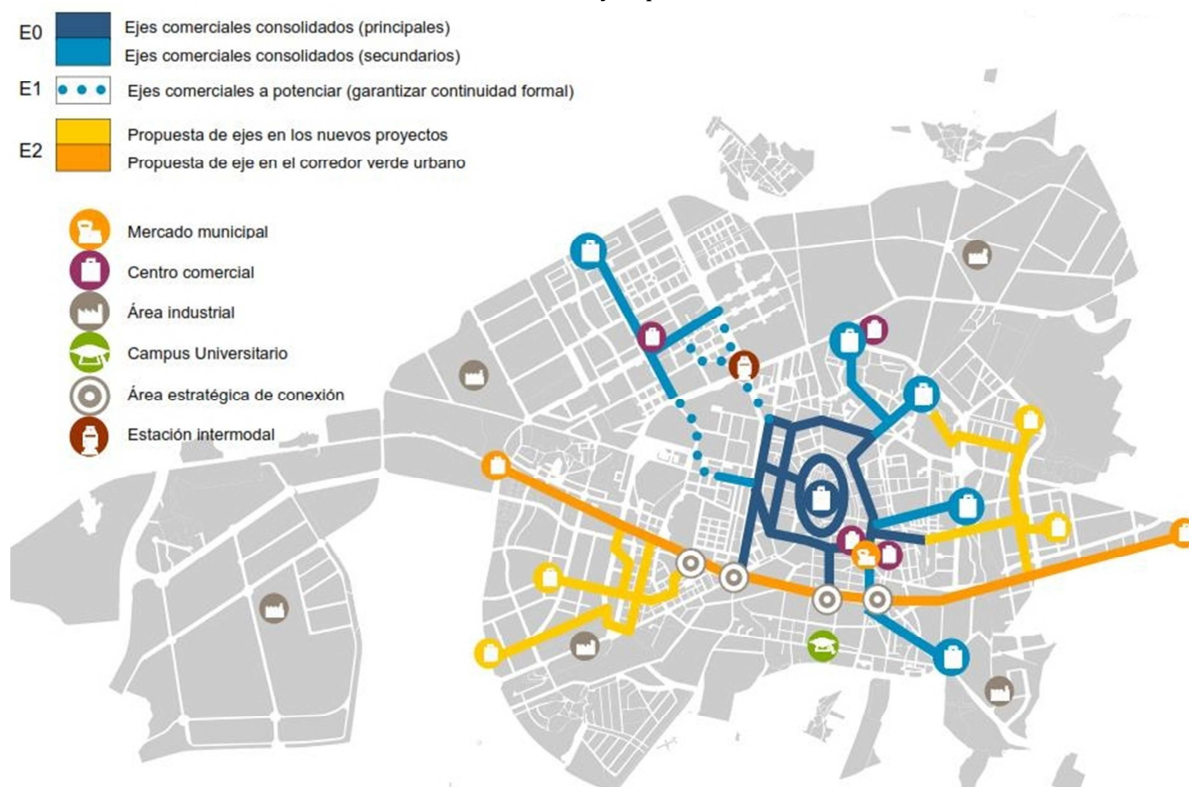 E0
Ejes comerciales consolidados (principales)
Ejes comerciales consolidados (secundarios)
E1
Ejes comerciales a potenciar (garantizar continuidad formal)
E2
Propuesta de ejes en los nuevos proyectos
Propuesta de eje en el corredor verde urbano
Mercado municipal
Centro comercial
Área industrial
Campus Universitario
Área estratégica de conexión
Estación intermodal